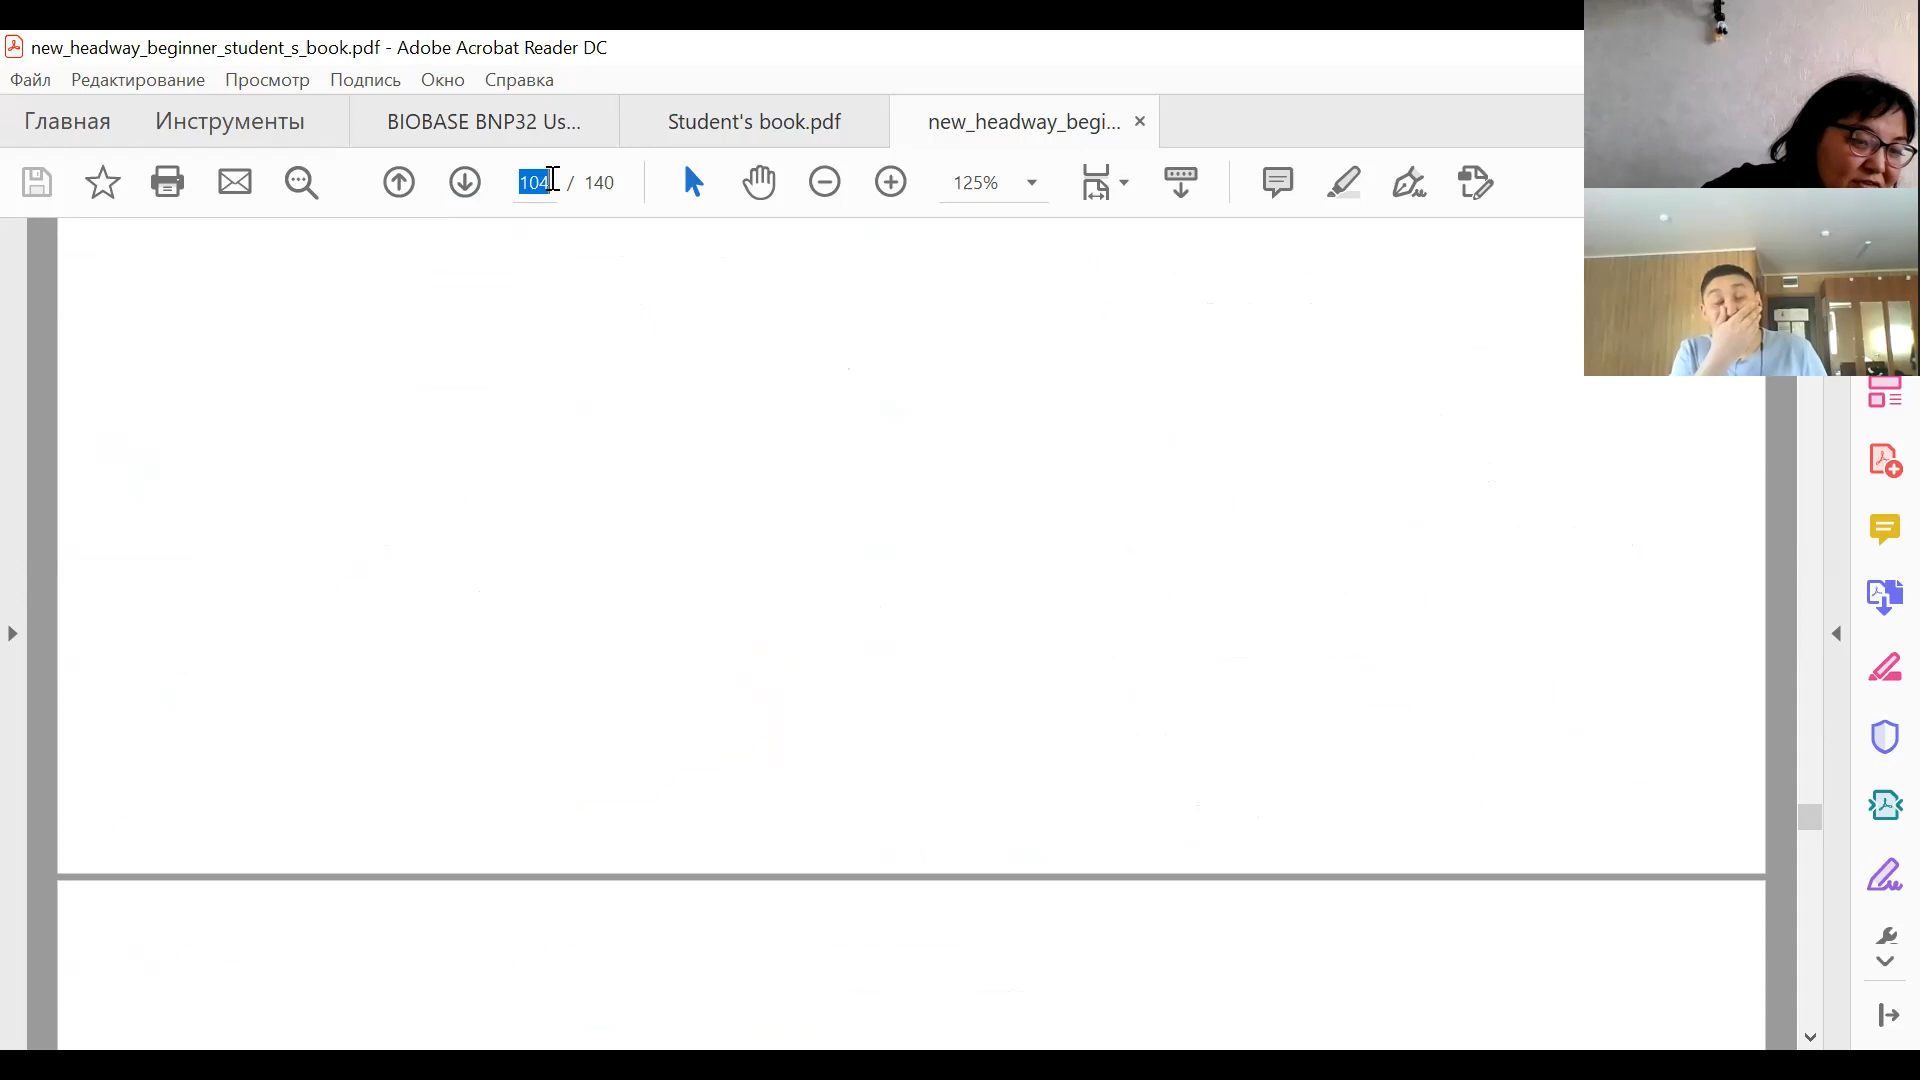 new_headway_beginner_student_s_book.pdf - Adobe Acrobat Reader DC
Файл Редактирование Просмотр Подпись Окно Справка
Главная Инструменты BIOBASE BNP32 Us... Student's book.pdf new_headway_begi...
104 / 140 125%